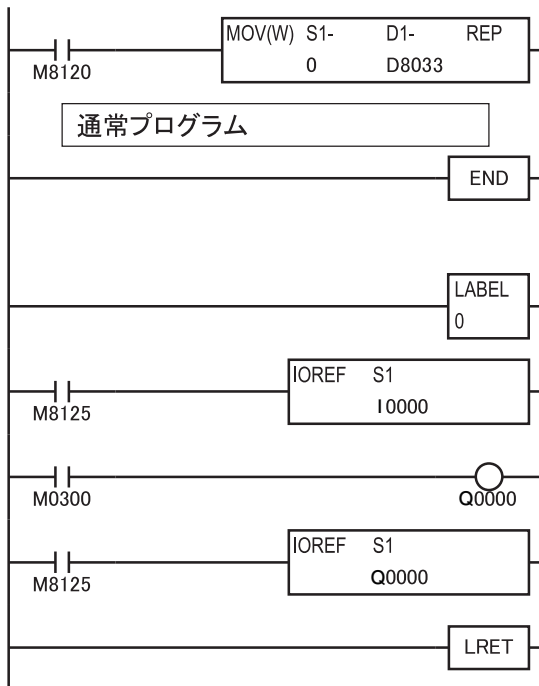 MOV(W) S1- D1- REP
0 D8033
M8120
通常プログラム
END
LABEL
0
IOREF S1
I0000
M8125
M0300
Q0000
IOREF S1
Q0000
M8125
LRET